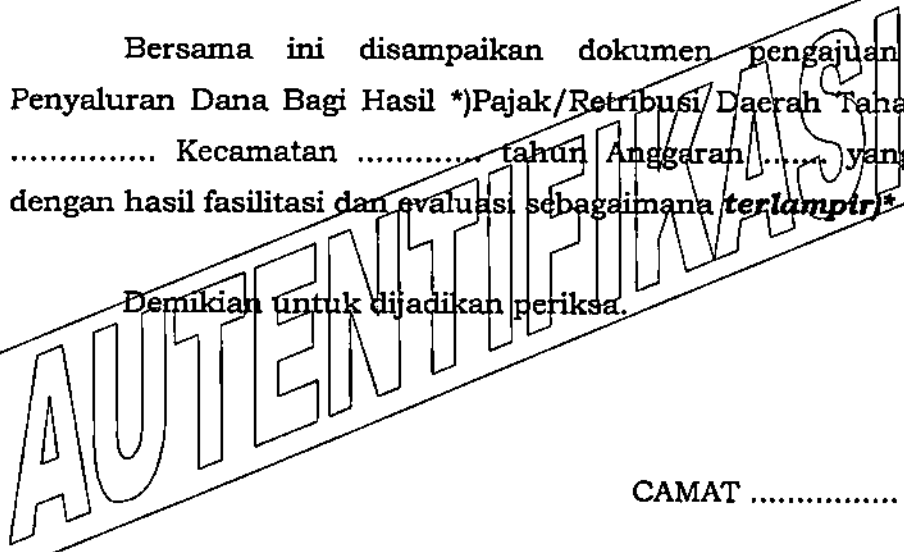 Bersama ini disampaikan dokumen pengajuan
Penyaluran Dana Bagi Hasil *)Pajak/Retribusi/Daerah Taha
............... Kecamatan ............. tahun Anggaran ....... yang
dengan hasil fasilitasi dan evaluasi sebagaimana terlampir)*
Demikian untuk dijadikan periksa.
AUTENTIFIKASI
CAMAT ................